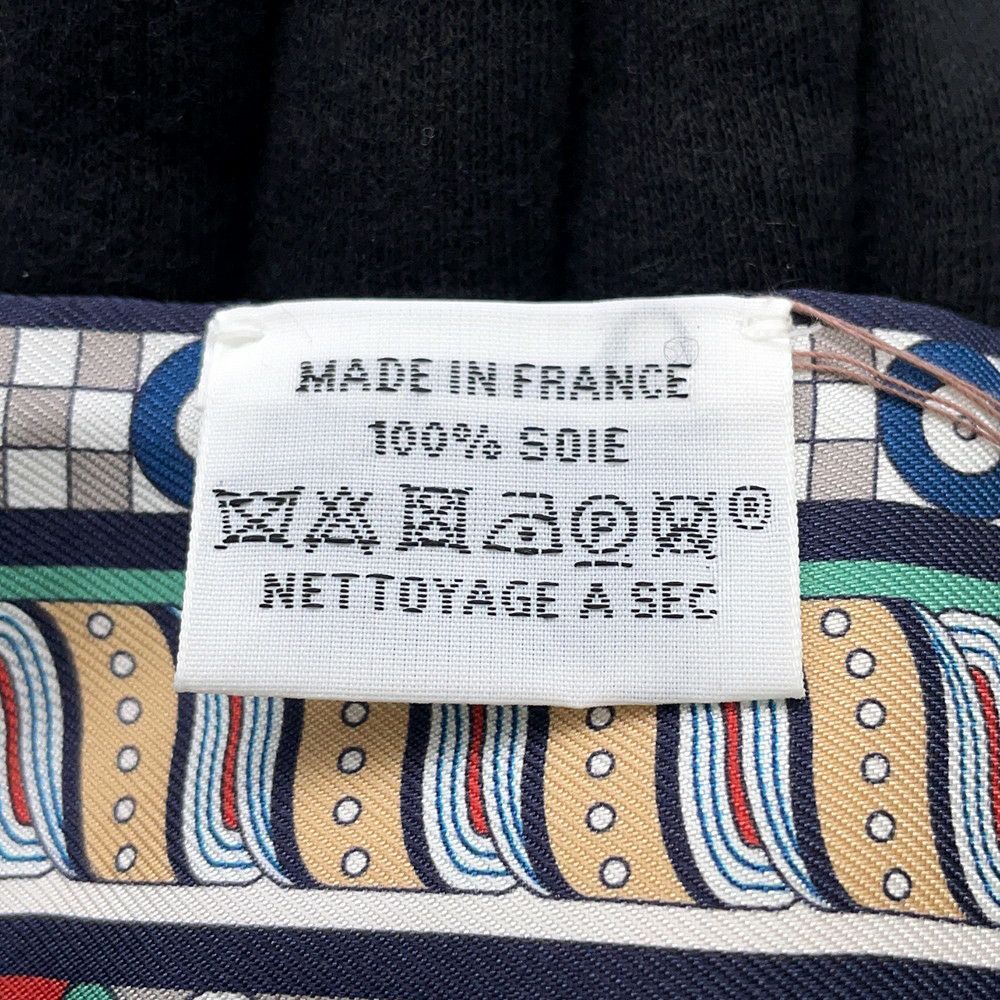 MADE IN FRANCE
100% SOIE
P W ®
NETTOYAGE A SEC